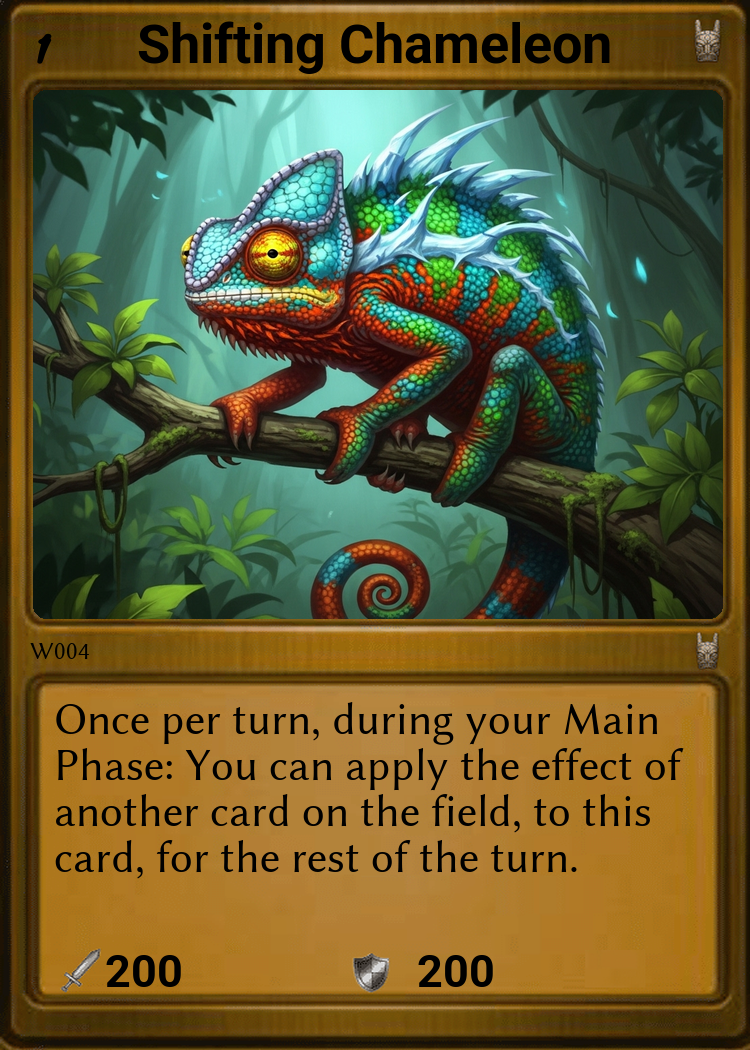 1 Shifting Chameleon
W004
Once per turn, during your Main
Phase: You can apply the effect of
another card on the field, to this
card, for the rest of the turn.
200 200